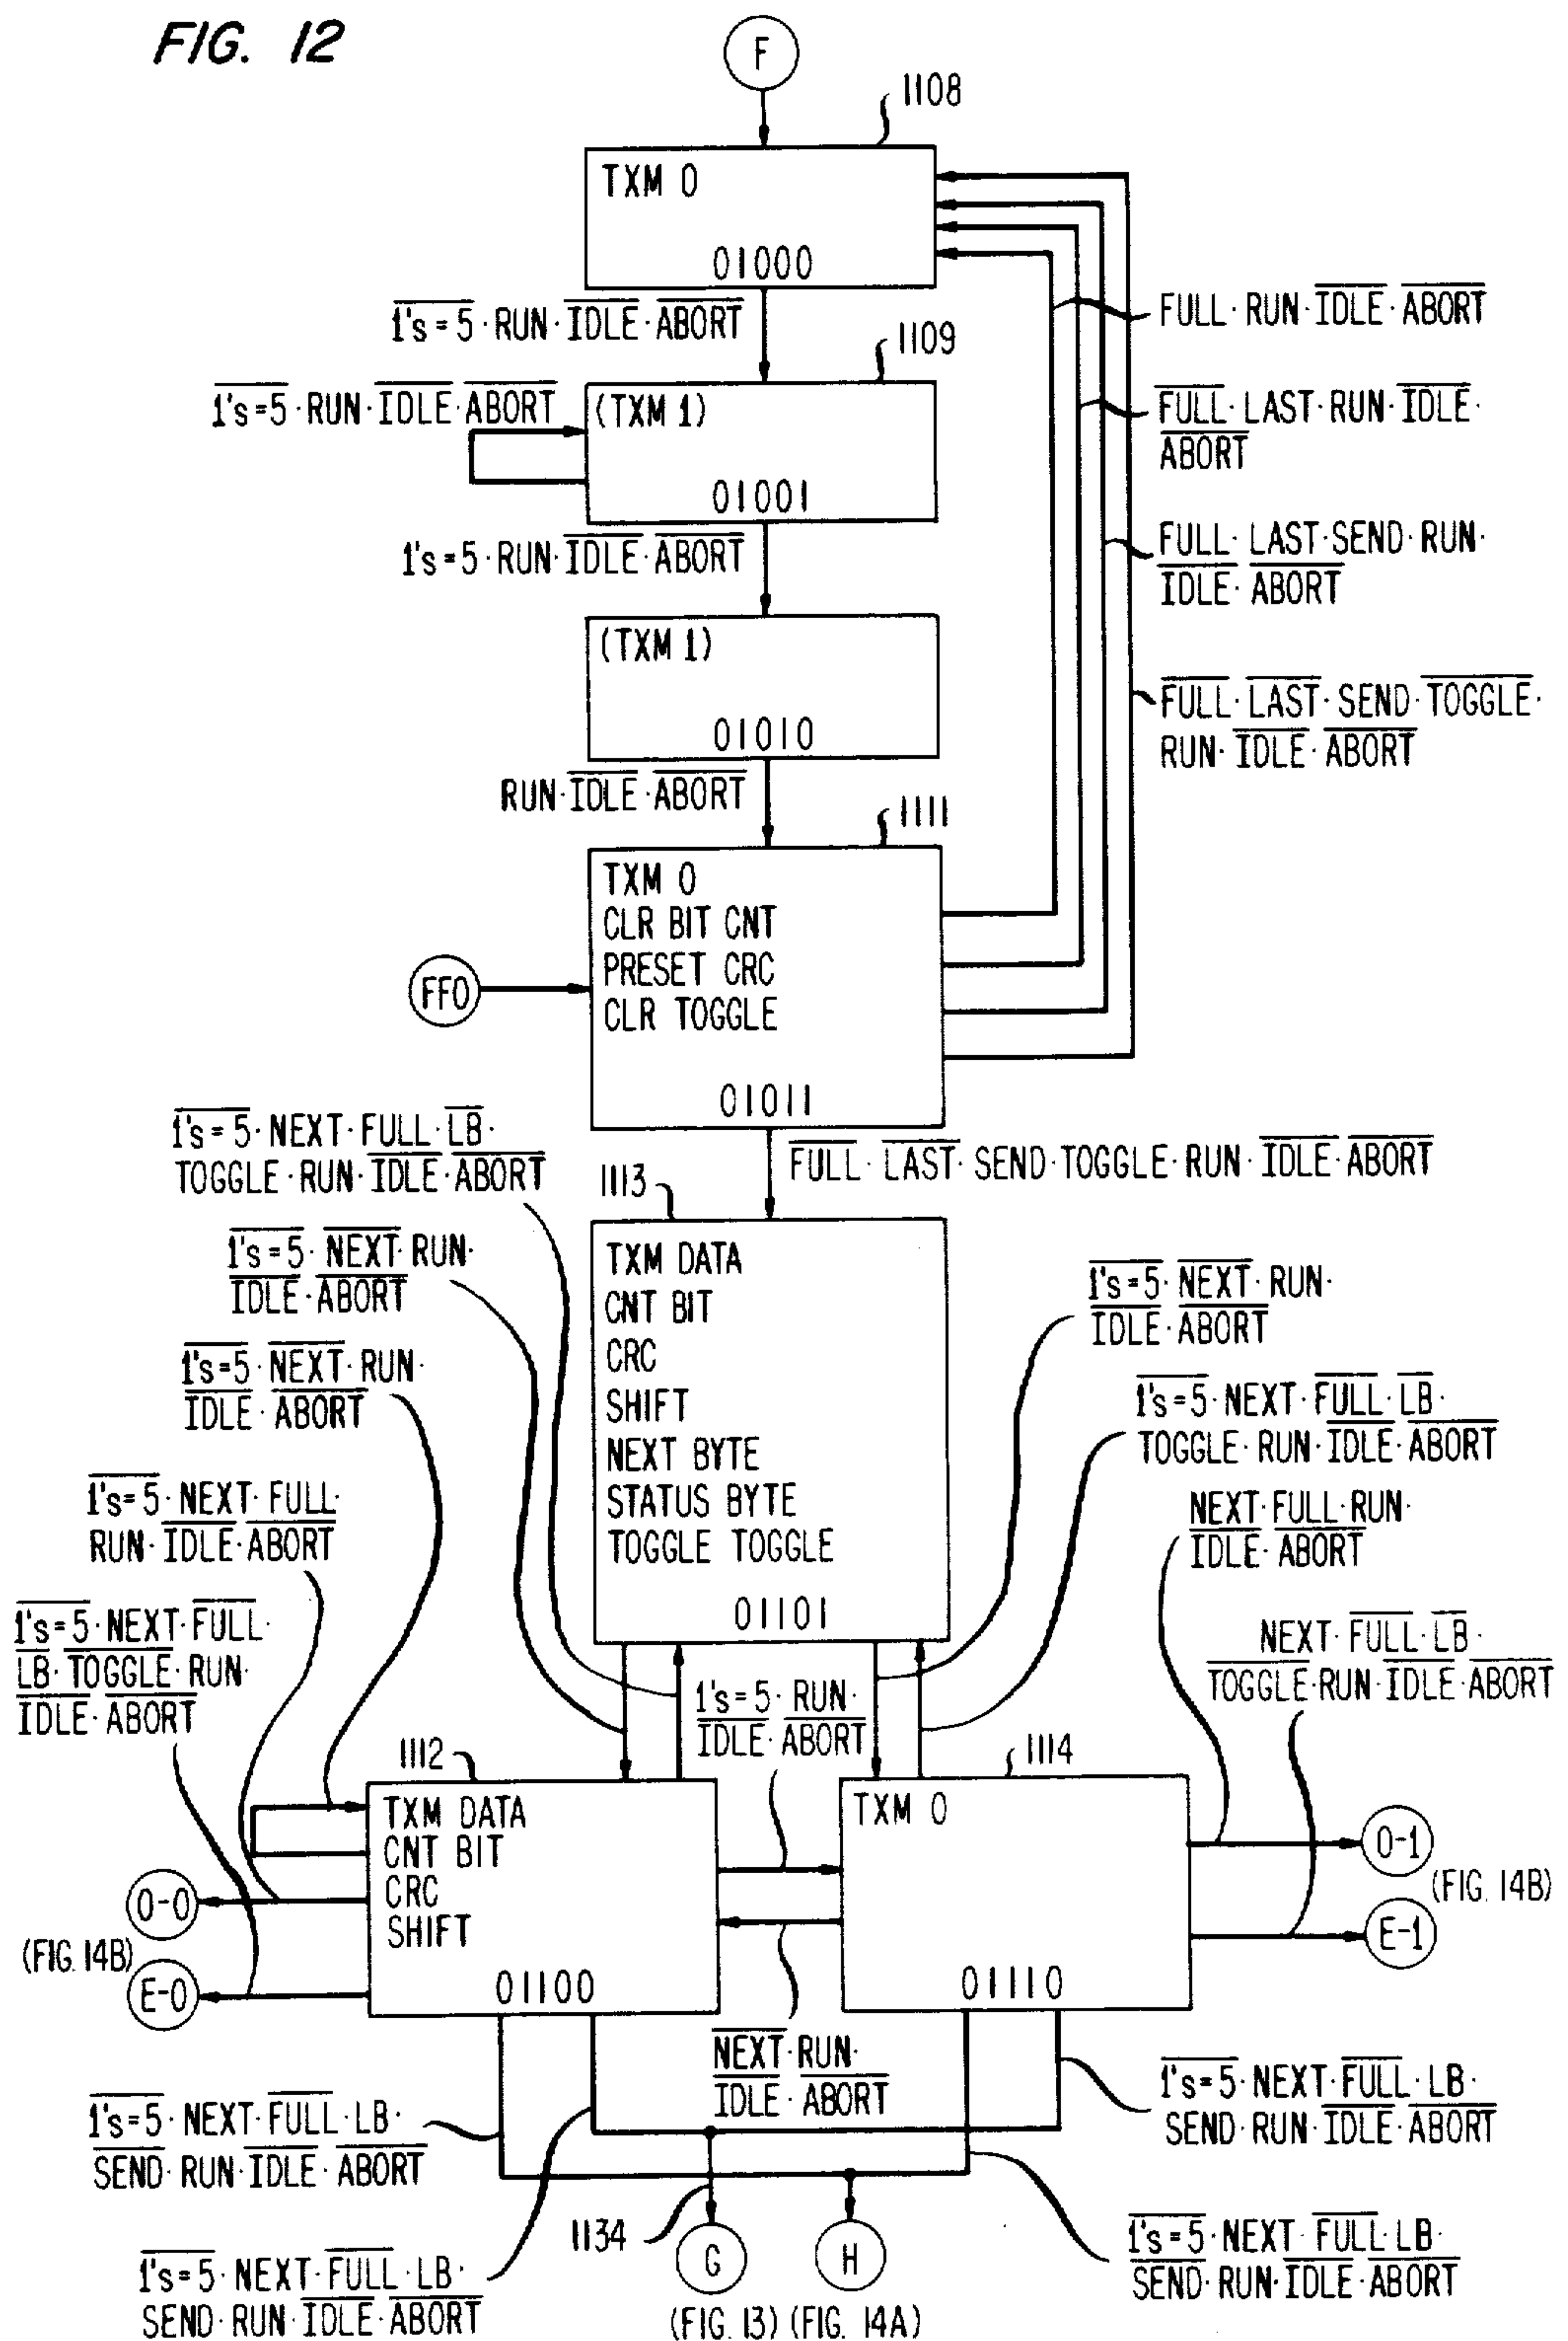 FIG. 12
F
1108
TXM 0
01000
1's=5·RUN·IDLE·ABORT
FULL·RUN·IDLE·ABORT
1109
1's=5·RUN·IDLE·ABORT
(TXM 1)
01001
FULL·LAST·RUN·IDLE·
ABORT
1's=5·RUN·IDLE·ABORT
FULL·LAST·SEND·RUN·
IDLE·ABORT
(TXM 1)
01010
FULL·LAST·SEND·TOGGLE·
RUN·IDLE·ABORT
RUN·IDLE·ABORT
1111
TXM 0
CLR BIT CNT
PRESET CRC
CLR TOGGLE
01011
FF0
1's=5·NEXT·FULL·LB·
TOGGLE·RUN·IDLE·ABORT
FULL·LAST·SEND·TOGGLE·RUN·IDLE·ABORT
1113
TXM DATA
CNT BIT
CRC
SHIFT
NEXT BYTE
STATUS BYTE
TOGGLE TOGGLE
01101
1's=5·NEXT·RUN·
IDLE·ABORT
1's=5·NEXT·RUN·
IDLE·ABORT
1's=5·NEXT·RUN·
IDLE·ABORT
1's=5·NEXT·FULL·LB·
TOGGLE·RUN·IDLE·ABORT
1's=5·NEXT·FULL·
RUN·IDLE·ABORT
NEXT·FULL·RUN·
IDLE·ABORT
1's=5·NEXT·FULL·
LB·TOGGLE·RUN·
IDLE·ABORT
NEXT·FULL·LB·
TOGGLE·RUN·IDLE·ABORT
1's=5·RUN·
IDLE·ABORT
1112
TXM DATA
CNT BIT
CRC
SHIFT
01100
1114
TXM 0
01110
0-0
(FIG. 14B)
E-0
0-1
(FIG. 14B)
E-1
NEXT·RUN·
IDLE·ABORT
1's=5·NEXT·FULL·LB·
SEND·RUN·IDLE·ABORT
1's=5·NEXT·FULL·LB·
SEND·RUN·IDLE·ABORT
1134
G
H
1's=5·NEXT·FULL·LB·
SEND·RUN·IDLE·ABORT
1's=5·NEXT·FULL·LB·
SEND·RUN·IDLE·ABORT
(FIG. 13) (FIG. 14A)